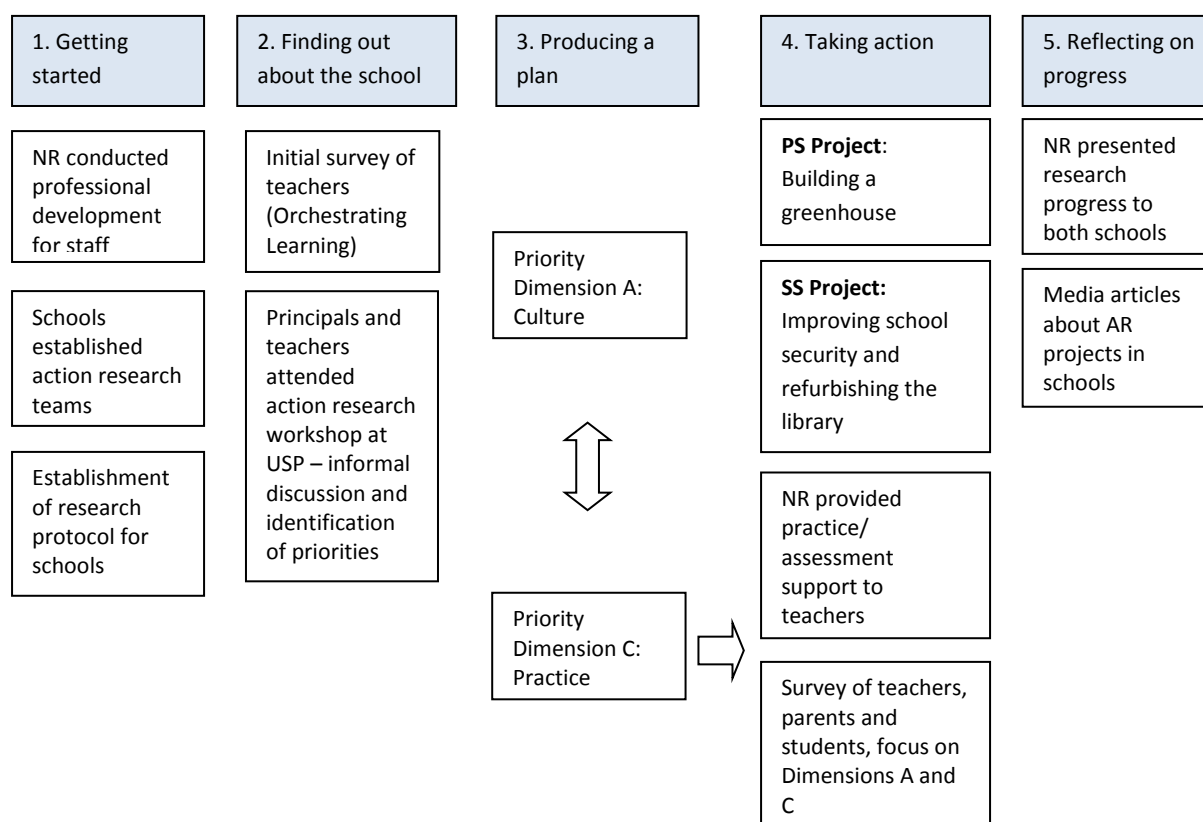 1. Getting
started
2. Finding out
about the school
3. Producing a
plan
4. Taking action
5. Reflecting on
progress
NR conducted
professional
development
for staff
Schools
established
action research
teams
Establishment
of research
protocol for
schools
Initial survey of
teachers
(Orchestrating
Learning)
Principals and
teachers
attended
action research
workshop at
USP – informal
discussion and
identification
of priorities
Priority
Dimension A:
Culture
Priority
Dimension C:
Practice
PS Project:
Building a
greenhouse
SS Project:
Improving school
security and
refurbishing the
library
NR provided
practice/
assessment
support to
teachers
Survey of teachers,
parents and
students, focus on
Dimensions A and
C
NR presented
research
progress to
both schools
Media articles
about AR
projects in
schools